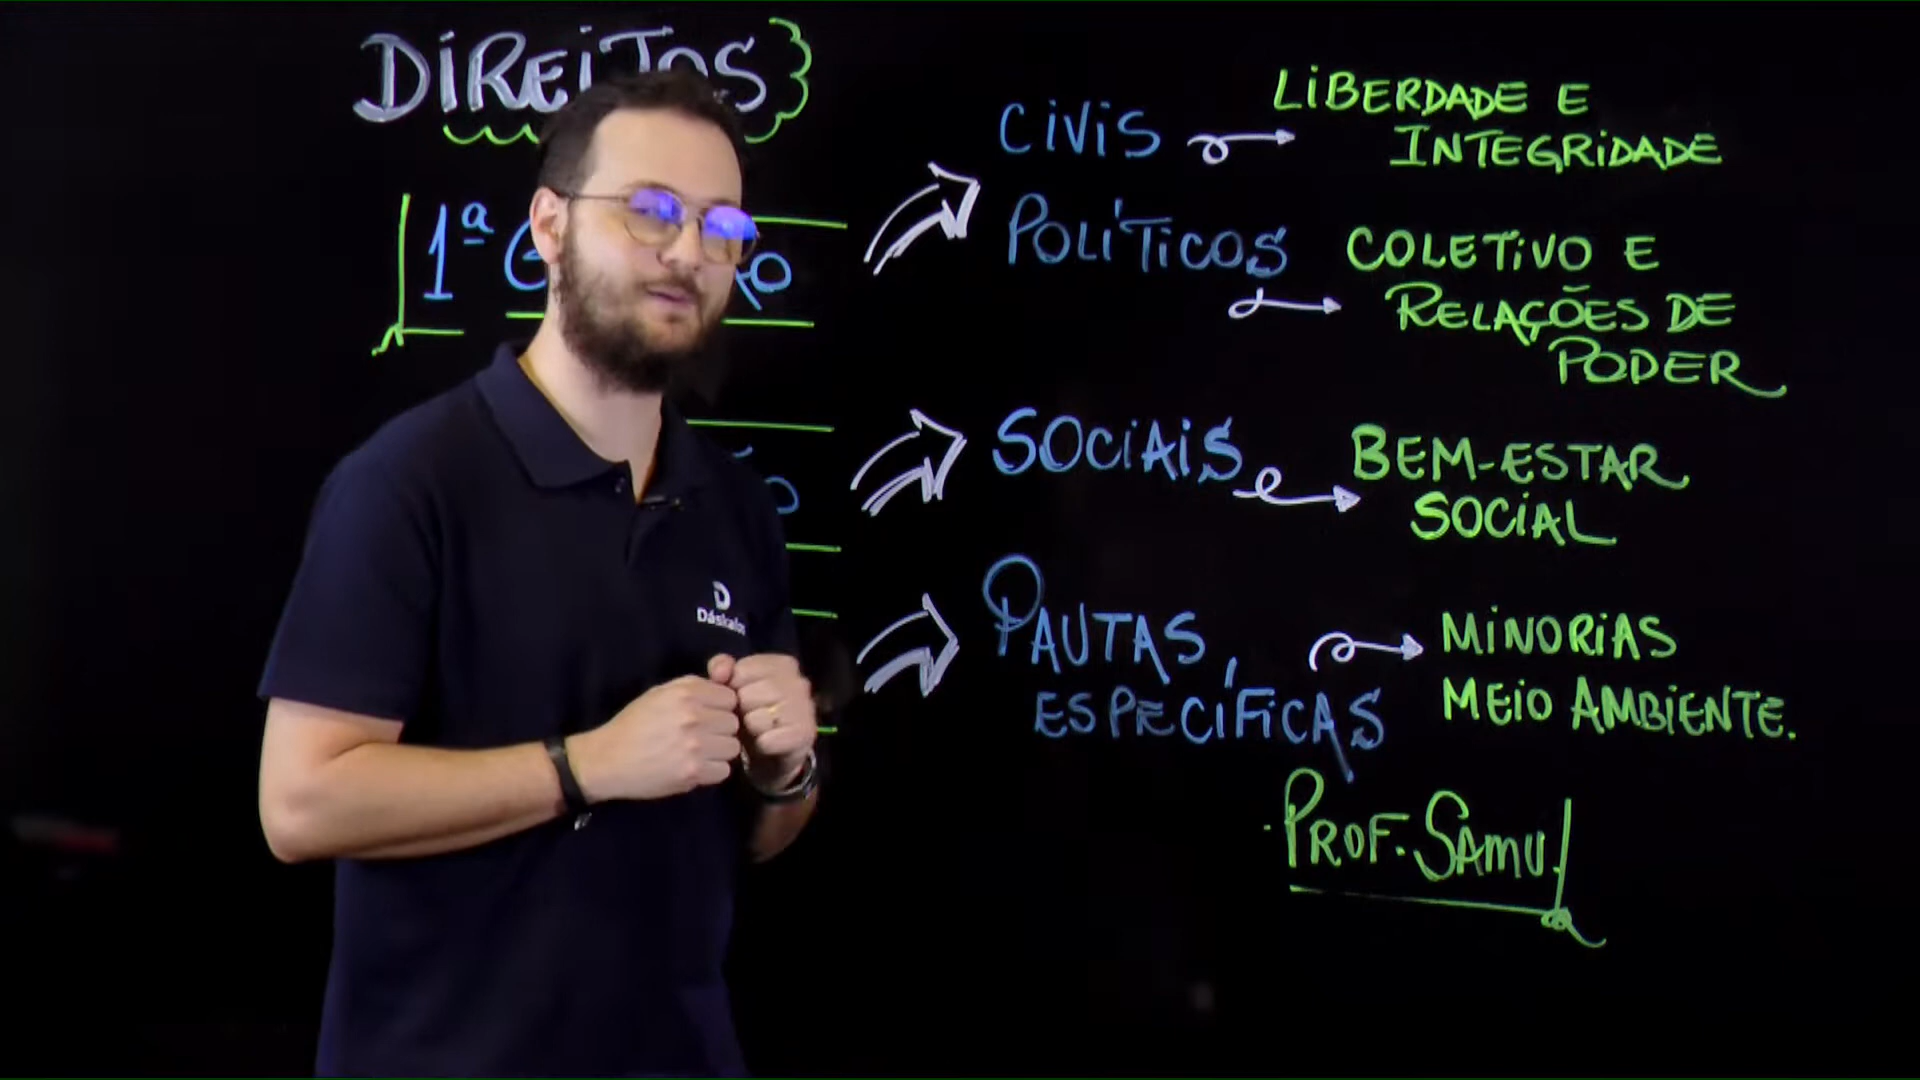 DIREITOS
1ª
CIVIS
LIBERDADE E
INTEGRIDADE
POLÍTICOS
COLETIVO E
RELAÇÕES DE
PODER
SOCIAIS
BEM-ESTAR
SOCIAL
PAUTAS
ESPECÍFICAS
MINORIAS
MEIO AMBIENTE.
PROF. SAMU.
Dáskalos